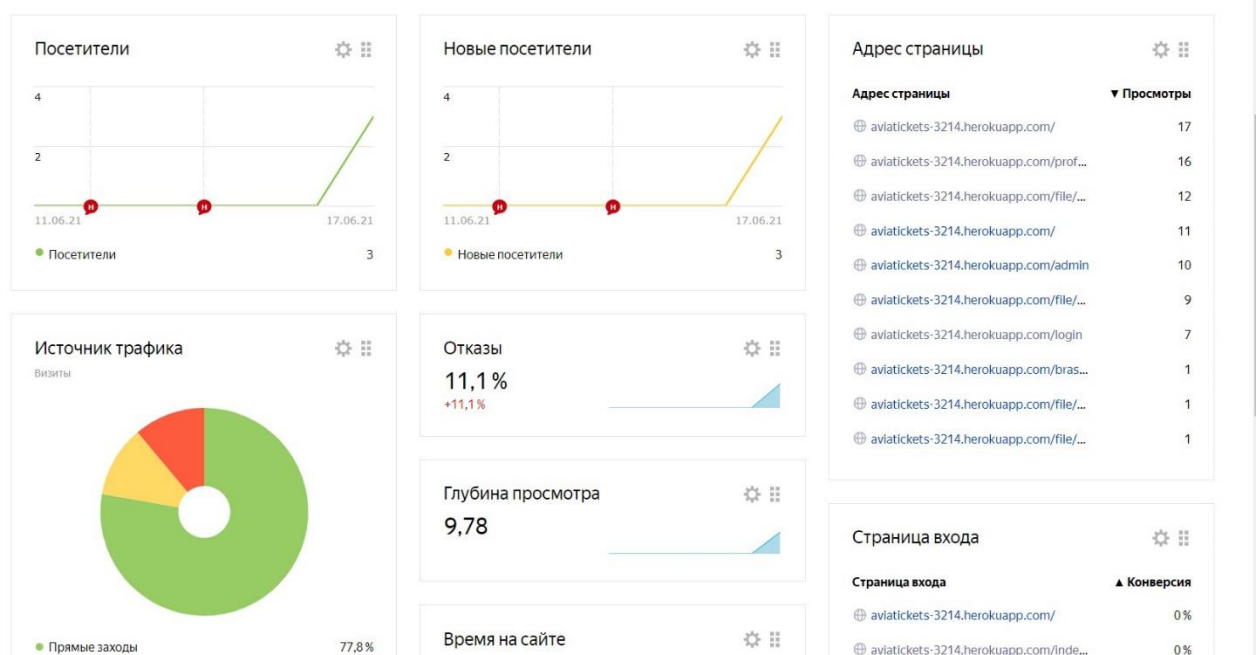 Посетители
4
2
Н
Н
11.06.21 17.06.21
Посетители 3
Новые посетители
4
2
Н
Н
11.06.21 17.06.21
Новые посетители 3
Адрес страницы
Адрес страницы ▼ Просмотры
aviatickets-3214.herokuapp.com/ 17
aviatickets-3214.herokuapp.com/prof... 16
aviatickets-3214.herokuapp.com/file/... 12
aviatickets-3214.herokuapp.com/ 11
aviatickets-3214.herokuapp.com/admin 10
aviatickets-3214.herokuapp.com/file/... 9
aviatickets-3214.herokuapp.com/login 7
aviatickets-3214.herokuapp.com/bras... 1
aviatickets-3214.herokuapp.com/file/... 1
aviatickets-3214.herokuapp.com/file/... 1
Источник трафика
Визиты
Прямые заходы 77,8 %
Отказы
11,1 %
+11,1 %
Глубина просмотра
9,78
Время на сайте
Страница входа
Страница входа ▲ Конверсия
aviatickets-3214.herokuapp.com/ 0 %
aviatickets-3214.herokuapp.com/inde... 0 %